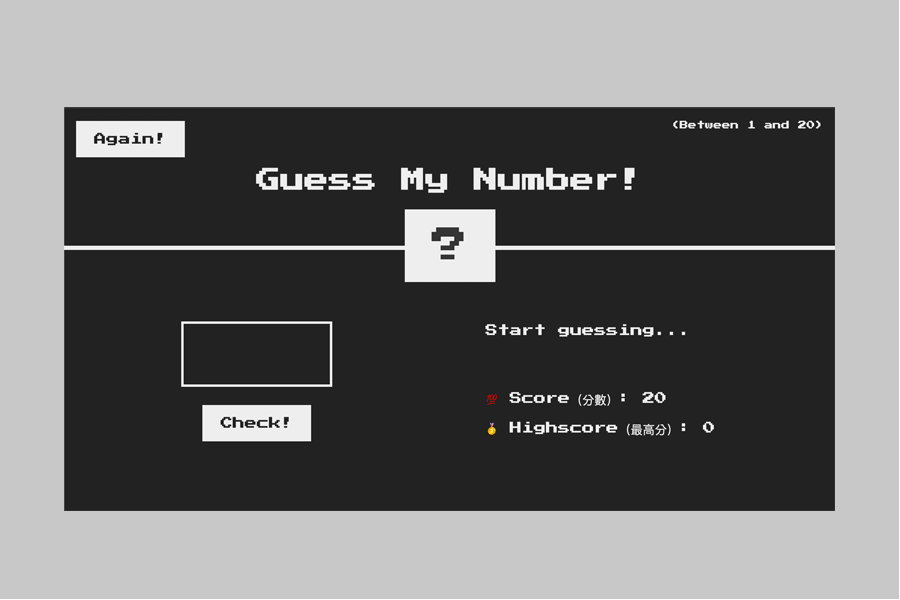 Again!
(Between 1 and 20)
Guess My Number!
?
Start guessing...
Check!
💯 Score (分數) : 20
🥇 Highscore (最高分) : 0